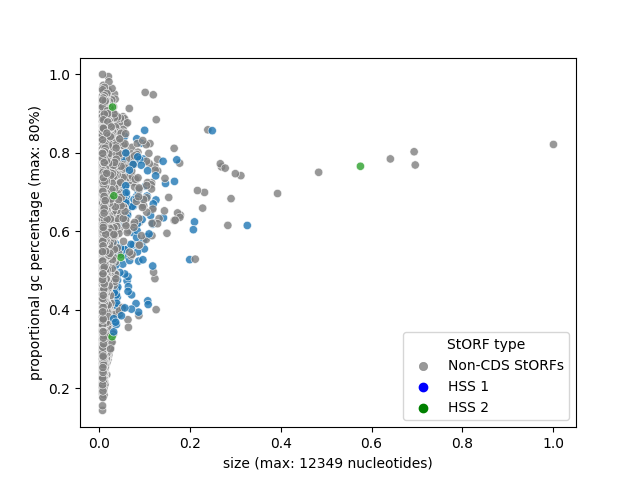 1.0
0.8
0.6
0.4
0.2
proportional gc percentage (max: 80%)
StORF type
Non-CDS StORFs
HSS 1
HSS 2
0.0 0.2 0.4 0.6 0.8 1.0
size (max: 12349 nucleotides)